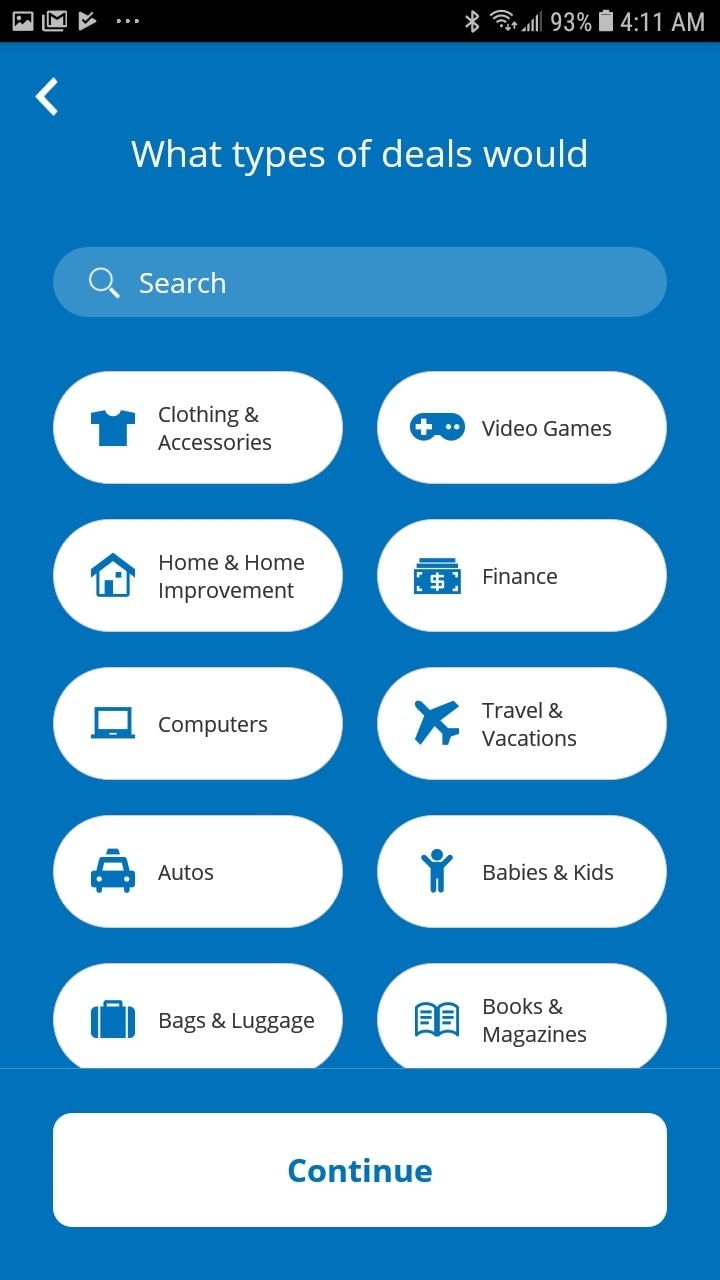 93% 4:11 AM
What types of deals would
Search
Clothing &
Accessories
Video Games
Home & Home
Improvement
Finance
Computers
Travel &
Vacations
Autos
Babies & Kids
Bags & Luggage
Books &
Magazines
Continue